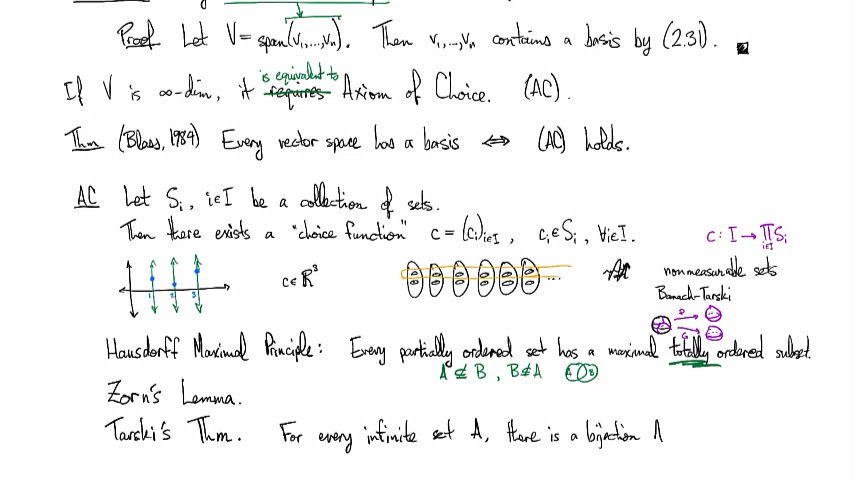 Proof Let V = span(v₁,...,vₙ). Then v₁,...,vₙ contains a basis by (2.31). ■
is equivalent to
If V is ∞-dim, it requires Axiom of Choice. (AC).
Thm (Blass, 1984) Every vector space has a basis ⇔ (AC) holds.
AC Let Sᵢ, i∈I be a collection of sets.
Then there exists a "choice function" c = (cᵢ)ᵢ∈I, cᵢ∈Sᵢ, ∀i∈I.
c : I → ∏ Sᵢ
i∈I
1 2 3
c∈ℝ³
...
nonmeasurable sets
Banach-Tarski
Hausdorff Maximal Principle: Every partially ordered set has a maximal totally ordered subset.
A ⊄ B, B ⊄ A
A B
Zorn's Lemma.
Tarski's Thm. For every infinite set A, there is a bijection